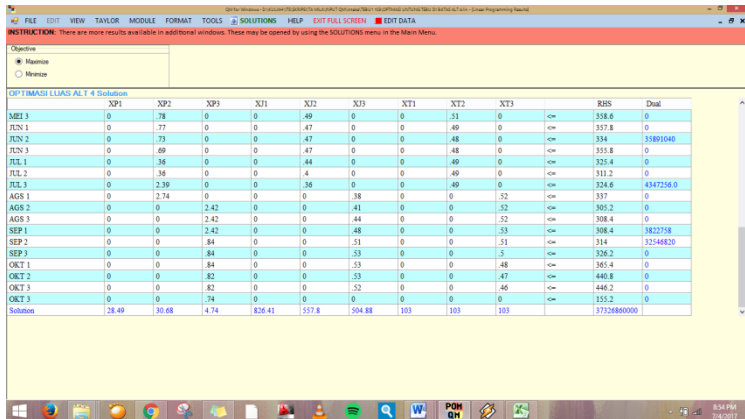 QM for Windows
FILE EDIT VIEW TAYLOR MODULE FORMAT TOOLS SOLUTIONS HELP EXIT FULL SCREEN EDIT DATA
INSTRUCTION: There are more results available in additional windows. These may be opened by using the SOLUTIONS menu in the Main Menu.
Objective
Maximize
Minimize
OPTIMASI LUAS ALT 4 Solution
XP1 XP2 XP3 XJ1 XJ2 XJ3 XT1 XT2 XT3 RHS Dual
MEI 3 0 .78 0 0 .49 0 0 .51 0 <= 358.6 0
JUN 1 0 .77 0 0 .47 0 0 .49 0 <= 357.8 0
JUN 2 0 .73 0 0 .47 0 0 .48 0 <= 334 35891040
JUN 3 0 .69 0 0 .47 0 0 .48 0 <= 355.8 0
JUL 1 0 .36 0 0 .44 0 0 .49 0 <= 325.4 0
JUL 2 0 .36 0 0 .4 0 0 .49 0 <= 311.2 0
JUL 3 0 2.39 0 0 .36 0 0 .49 0 <= 324.6 4347256.0
AGS 1 0 2.74 0 0 0 .38 0 0 .52 <= 337 0
AGS 2 0 0 2.42 0 0 .41 0 0 .52 <= 305.2 0
AGS 3 0 0 2.42 0 0 .44 0 0 .52 <= 308.4 0
SEP 1 0 0 2.42 0 0 .48 0 0 .53 <= 308.4 3822758
SEP 2 0 0 .84 0 0 .51 0 0 .51 <= 314 32546820
SEP 3 0 0 .84 0 0 .53 0 0 .5 <= 326.2 0
OKT 1 0 0 .84 0 0 .53 0 0 .48 <= 365.4 0
OKT 2 0 0 .82 0 0 .53 0 0 .47 <= 440.8 0
OKT 3 0 0 .82 0 0 .52 0 0 .46 <= 446.2 0
OKT 3 0 0 .74 0 0 0 0 0 0 <= 155.2 0
Solution 28.49 30.68 4.74 826.41 557.8 504.88 103 103 103 37326860000
POM
QM
8:54 PM
7/4/2017